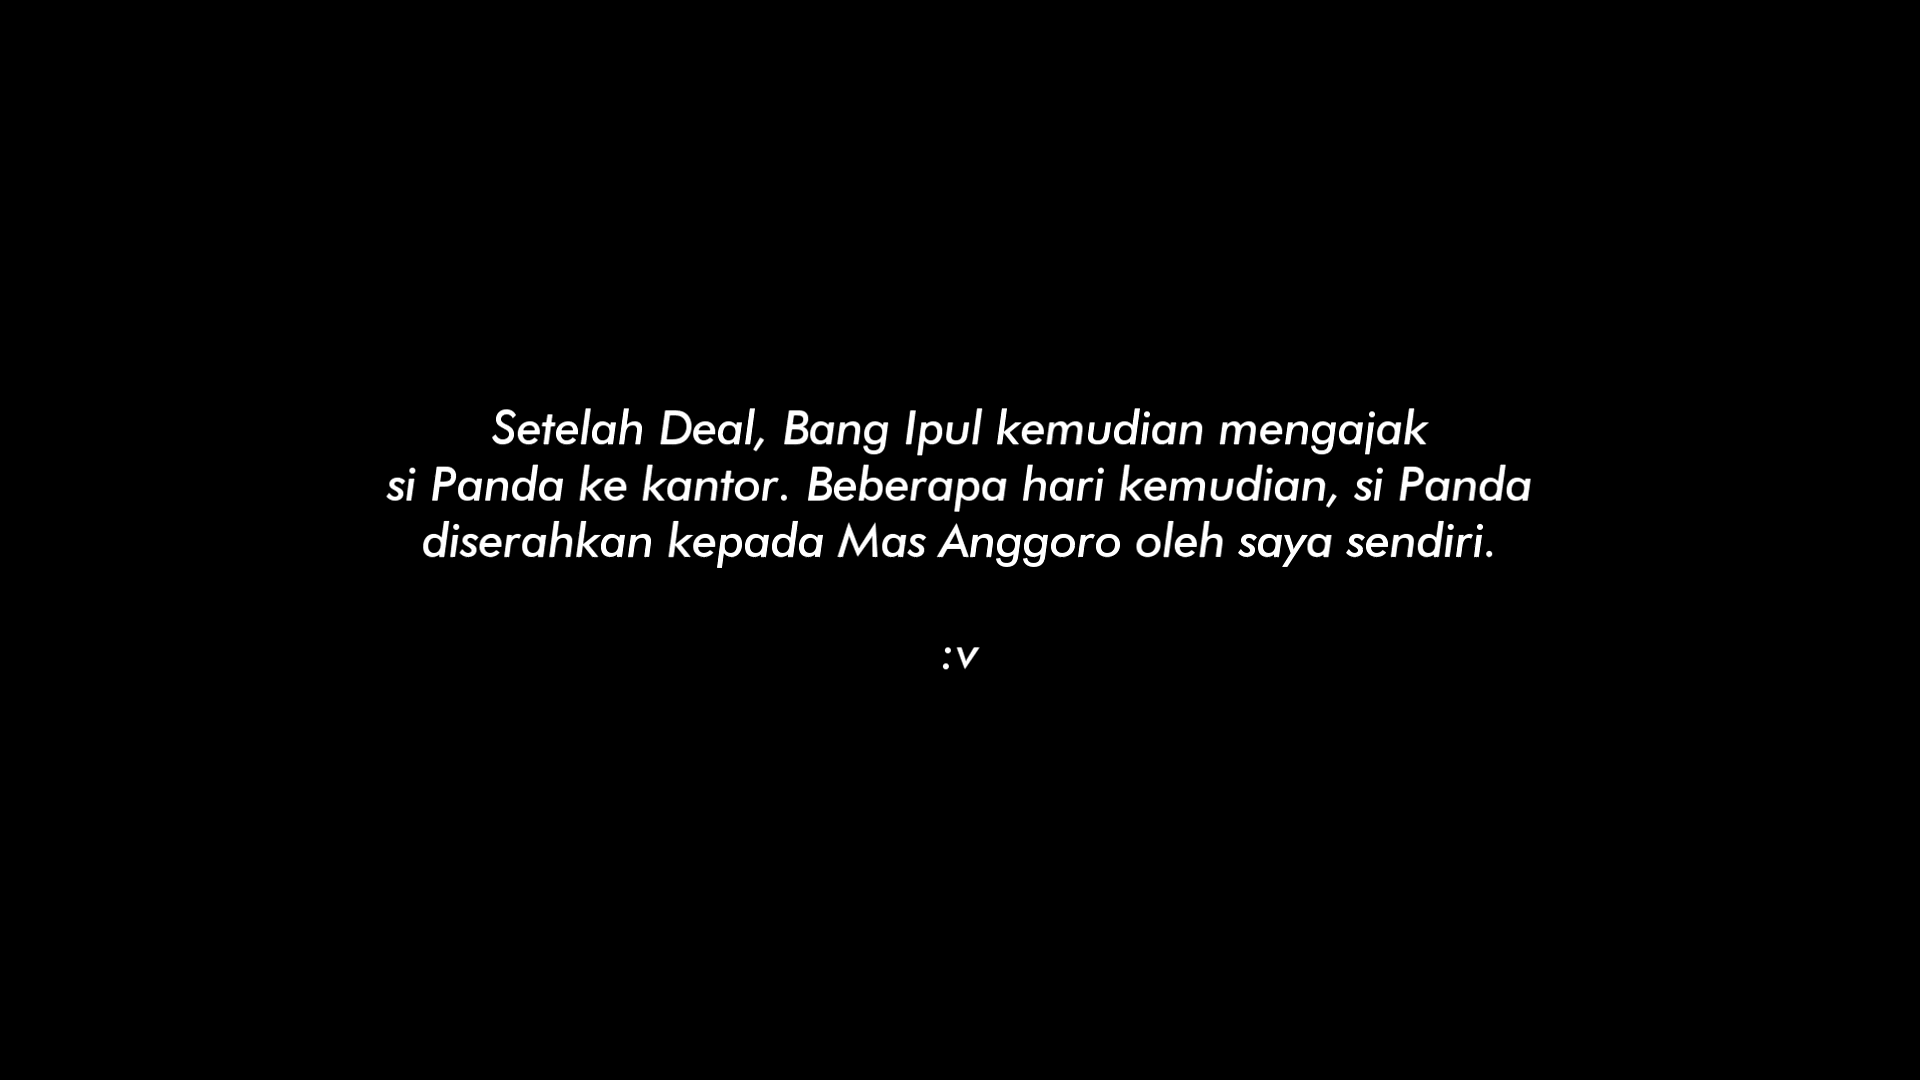 Setelah Deal, Bang Ipul kemudian mengajak
si Panda ke kantor. Beberapa hari kemudian, si Panda
diserahkan kepada Mas Anggoro oleh saya sendiri.
:v